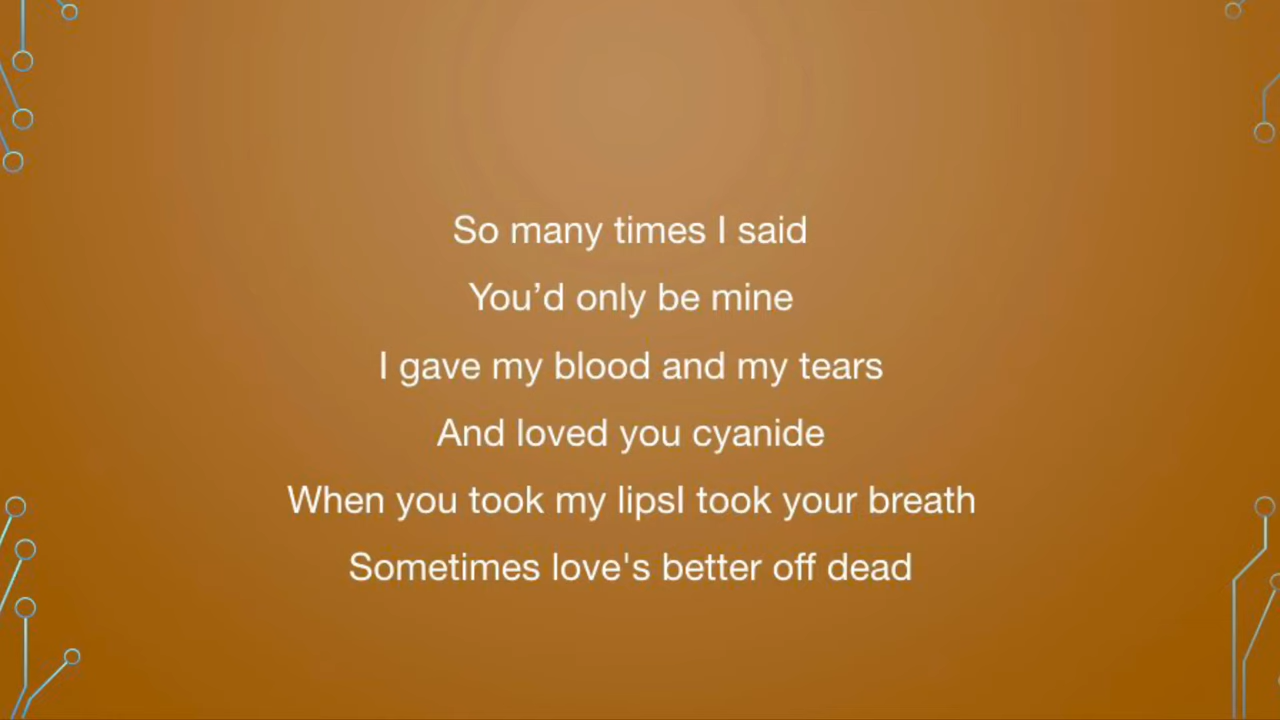 So many times I said
You’d only be mine
I gave my blood and my tears
And loved you cyanide
When you took my lipsI took your breath
Sometimes love's better off dead